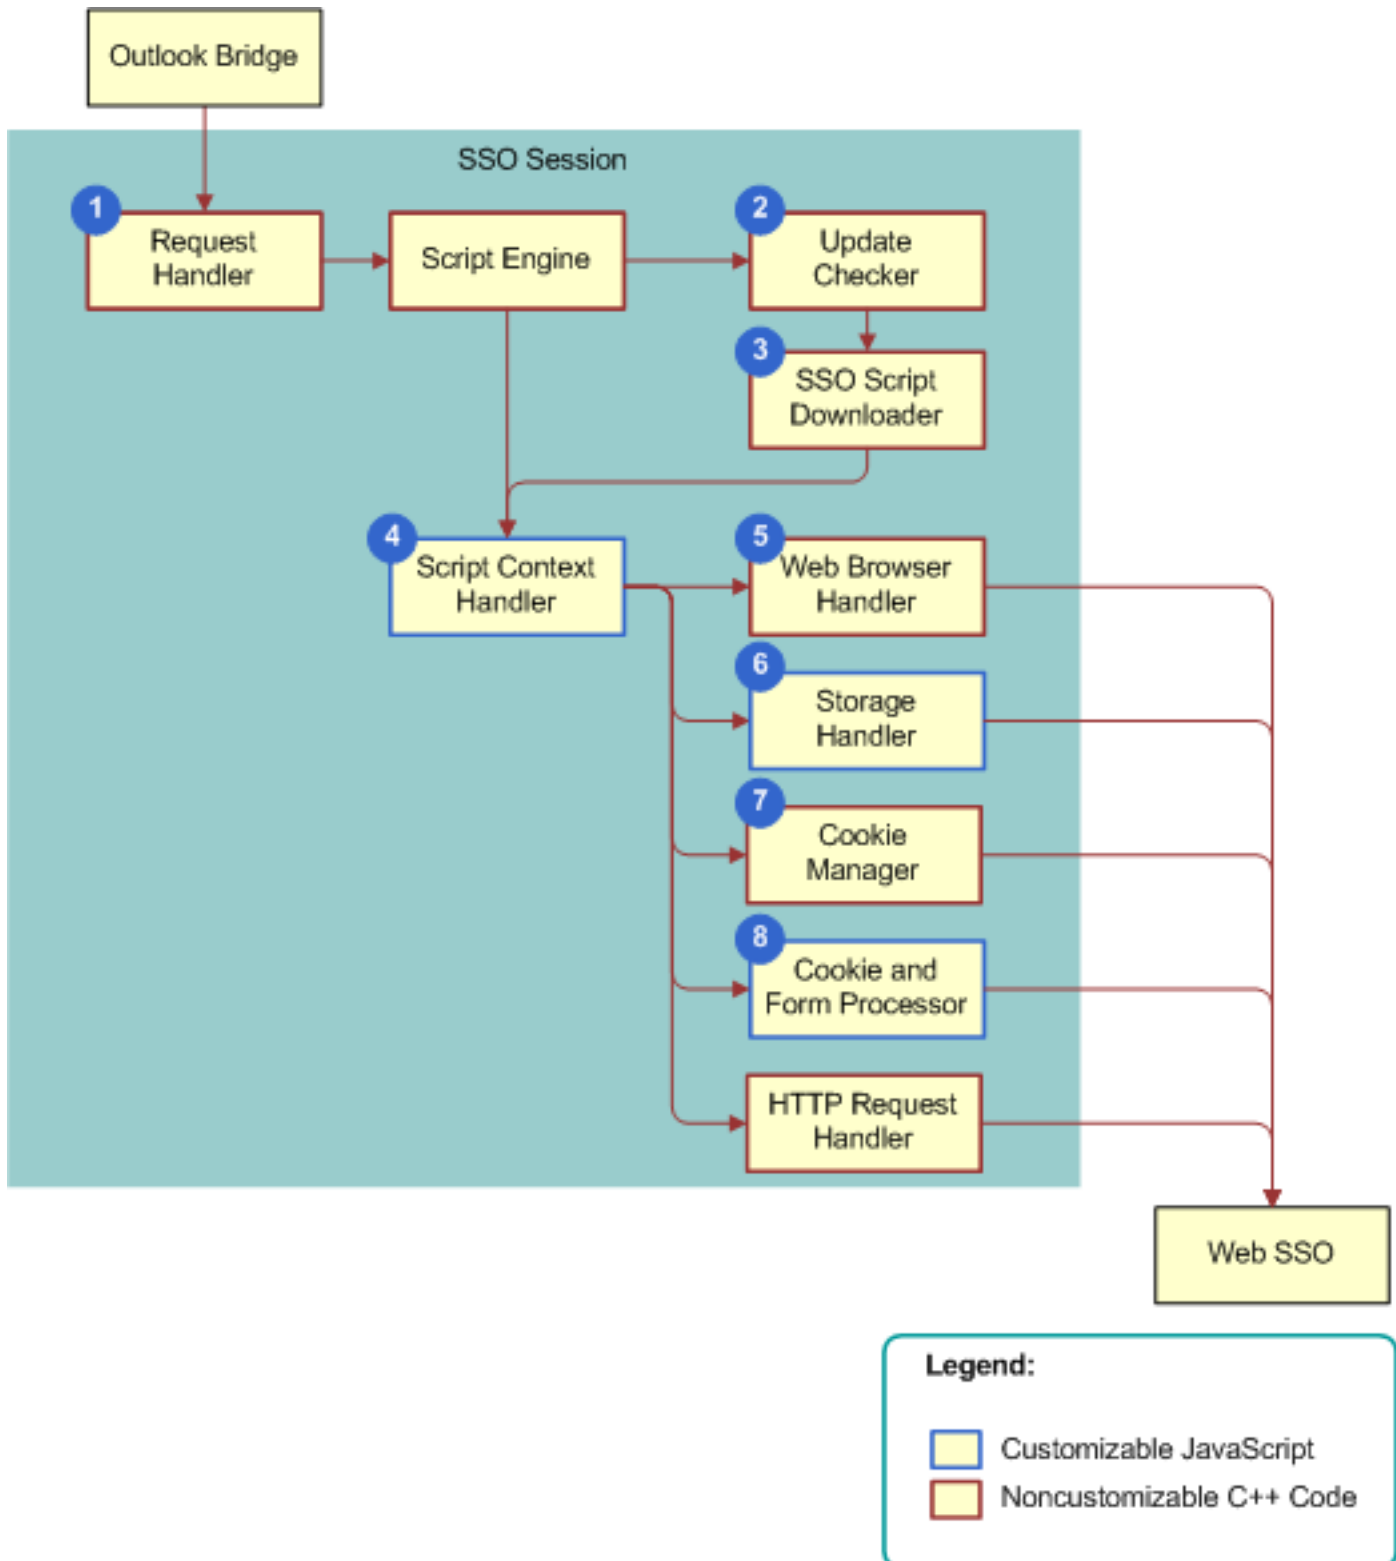 Outlook Bridge
SSO Session
1
Request
Handler
Script Engine
2
Update
Checker
3
SSO Script
Downloader
4
Script Context
Handler
5
Web Browser
Handler
6
Storage
Handler
7
Cookie
Manager
8
Cookie and
Form Processor
HTTP Request
Handler
Web SSO
Legend:
Customizable JavaScript
Noncustomizable C++ Code